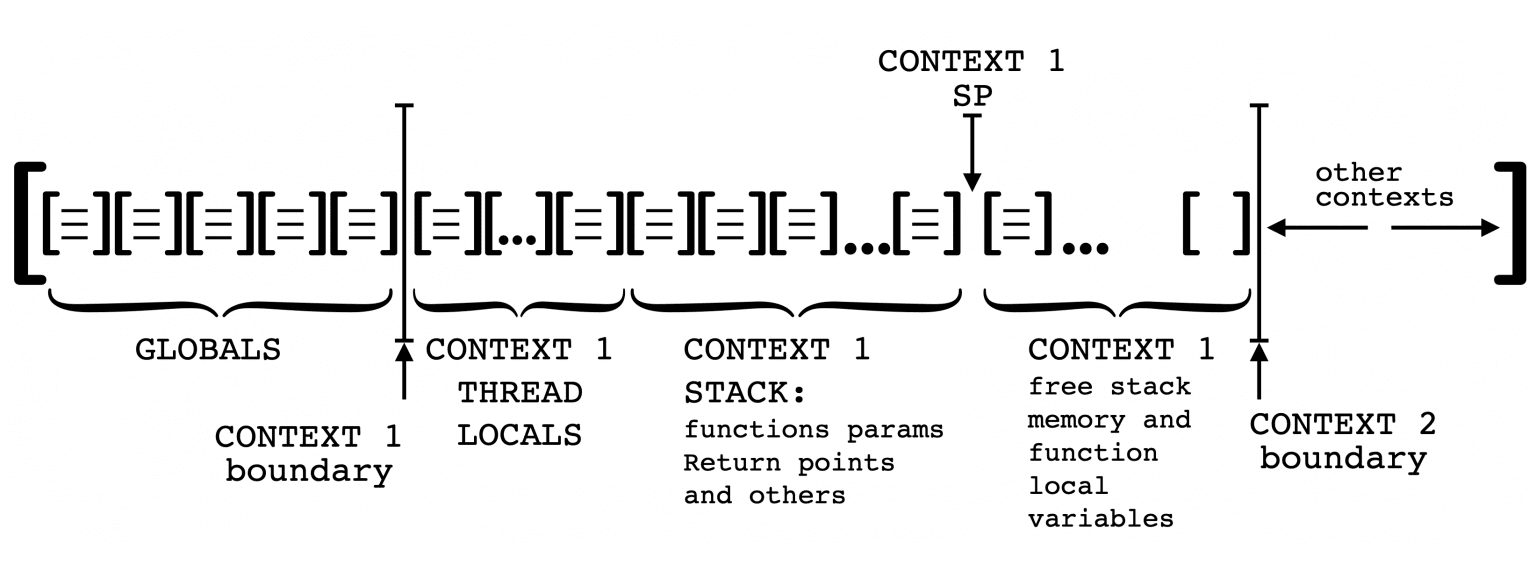 CONTEXT 1
SP
other
contexts
GLOBALS
CONTEXT 1
boundary
CONTEXT 1
THREAD
LOCALS
CONTEXT 1
STACK:
functions params
Return points
and others
CONTEXT 1
free stack
memory and
function
local
variables
CONTEXT 2
boundary